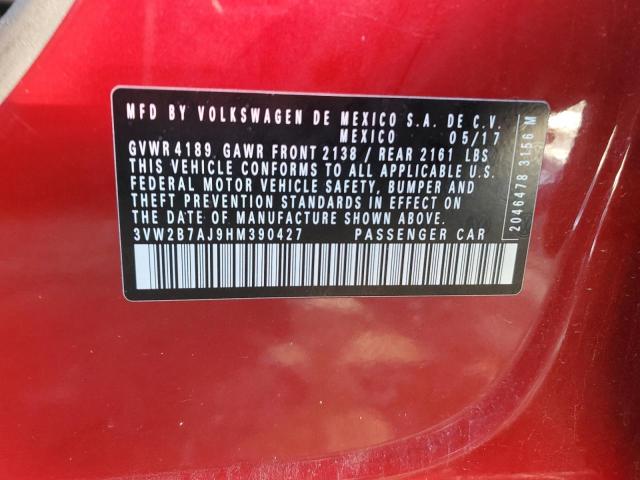 MFD BY VOLKSWAGEN DE MEXICO S.A. DE C.V.
MEXICO 05/17
GVWR 4189 GAWR FRONT 2138 / REAR 2161 LBS
THIS VEHICLE CONFORMS TO ALL APPLICABLE U.S.
FEDERAL MOTOR VEHICLE SAFETY, BUMPER AND
THEFT PREVENTION STANDARDS IN EFFECT ON
THE DATE OF MANUFACTURE SHOWN ABOVE.
3VW2B7AJ9HM390427 PASSENGER CAR
2046478 3156 M